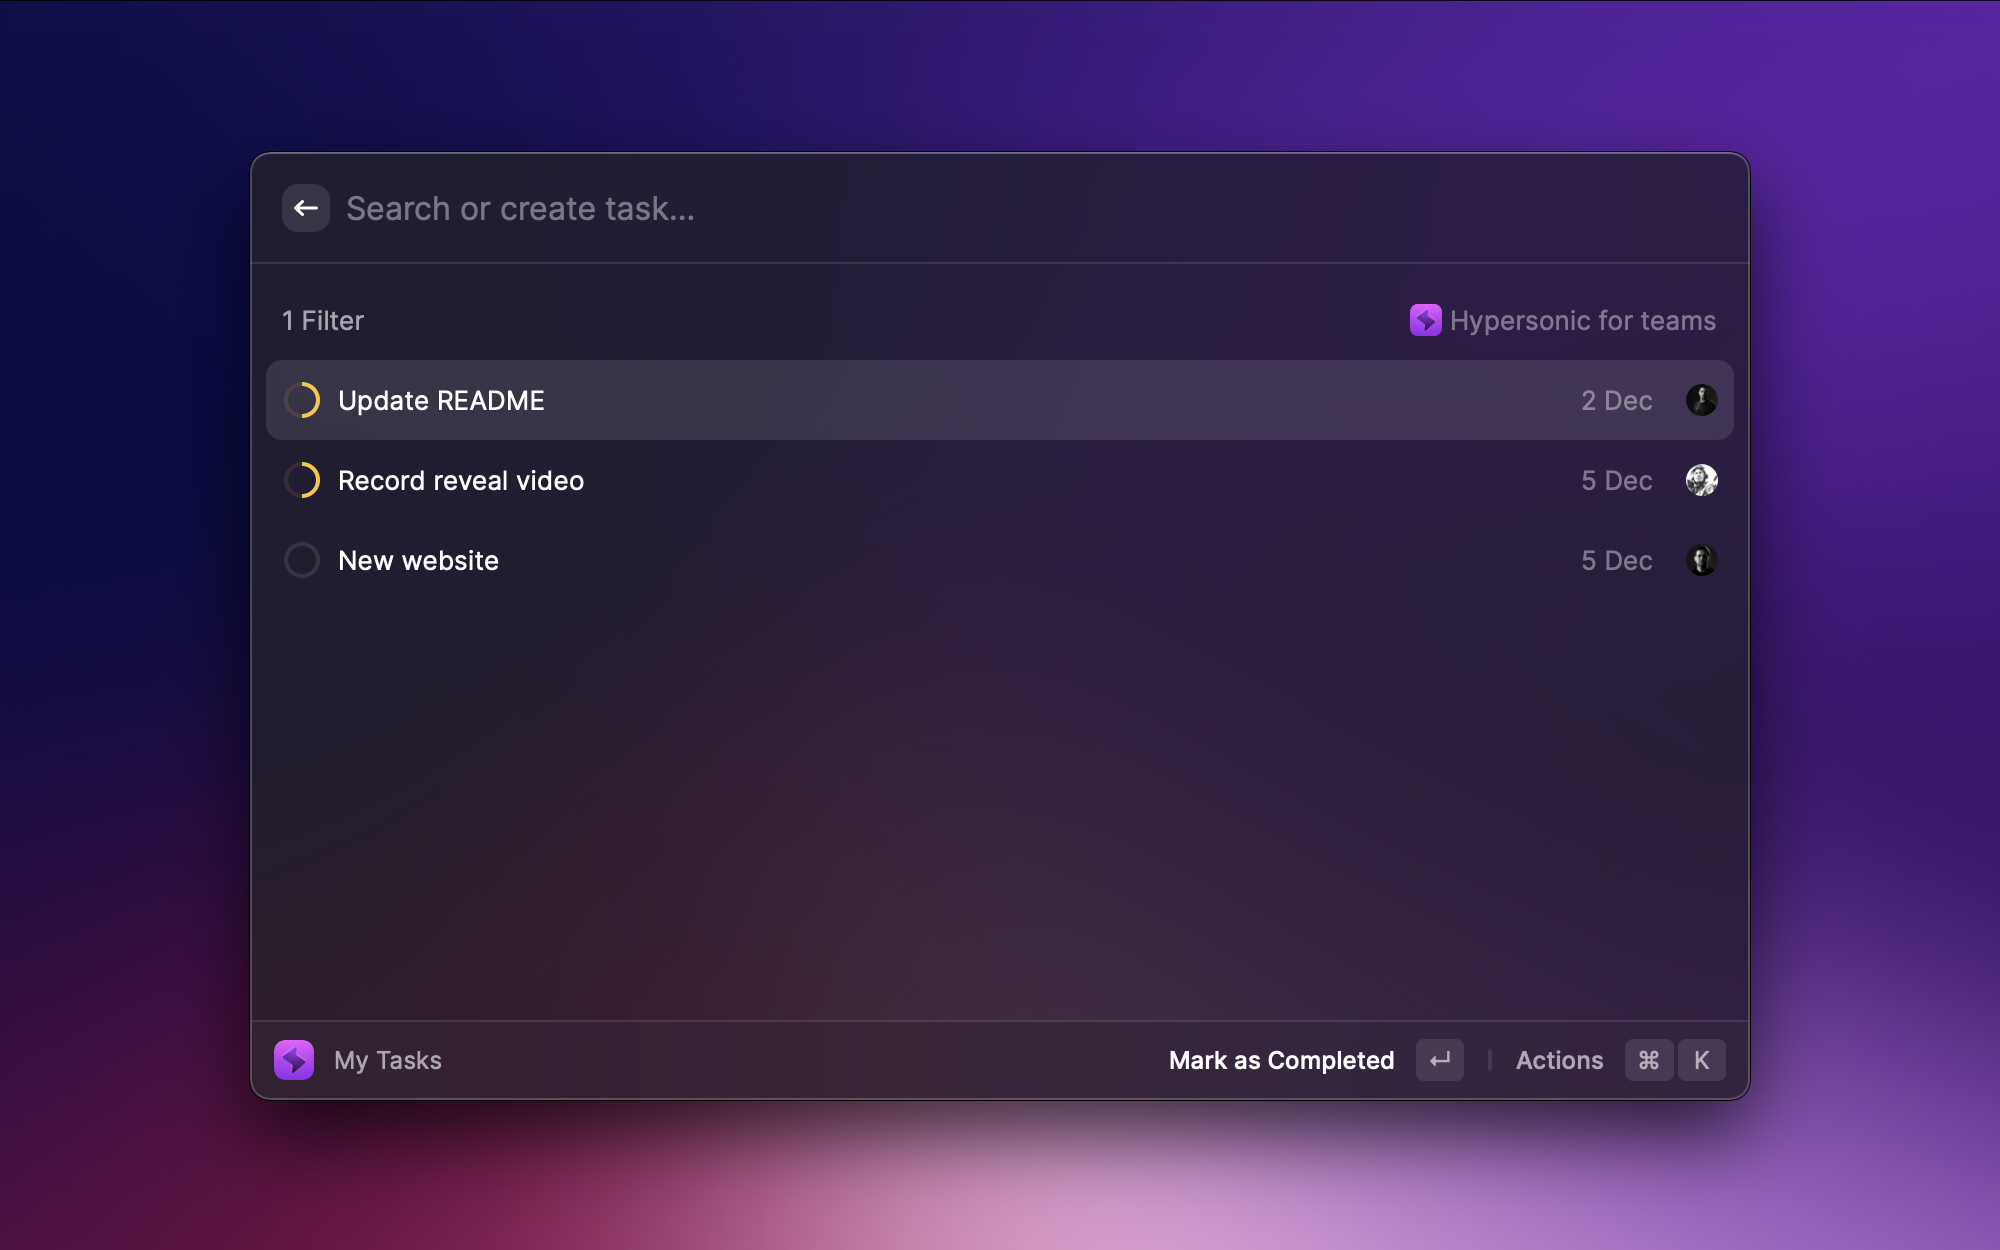 Search or create task...
1 Filter
Hypersonic for teams
Update README
2 Dec
Record reveal video
5 Dec
New website
5 Dec
My Tasks
Mark as Completed
Actions
⌘ K